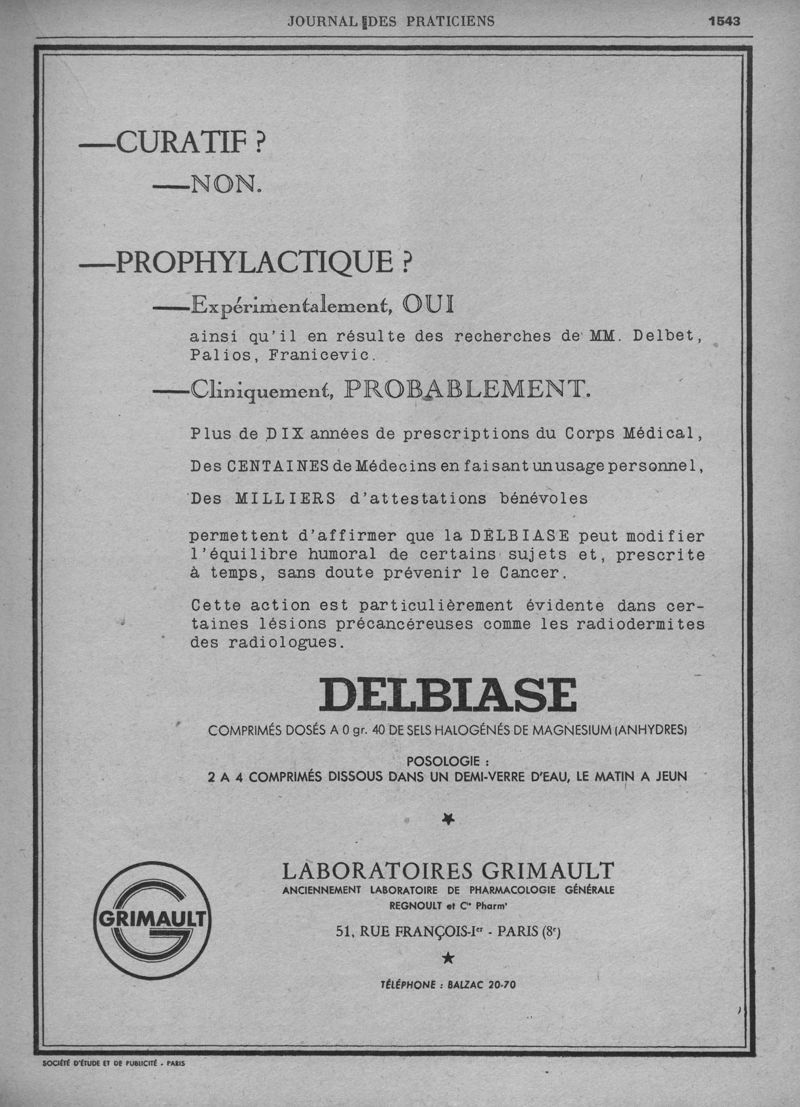 JOURNAL DES PRATICIENS 1543
—CURATIF ?
—NON.
—PROPHYLACTIQUE ?
—Expérimentalement, OUI
ainsi qu'il en résulte des recherches de MM. Delbet,
Palios, Franicevic.
—Cliniquement, PROBABLEMENT.
Plus de DIX années de prescriptions du Corps Médical,
Des CENTAINES de Médecins en faisant un usage personnel,
Des MILLIERS d'attestations bénévoles
permettent d'affirmer que la DELBIASE peut modifier
l'équilibre humoral de certains sujets et, prescrite
à temps, sans doute prévenir le Cancer.
Cette action est particulièrement évidente dans cer-
taines lésions précancéreuses comme les radiodermites
des radiologues.
DELBIASE
COMPRIMÉS DOSÉS A 0 gr. 40 DE SELS HALOGÉNÉS DE MAGNESIUM (ANHYDRES)
POSOLOGIE :
2 A 4 COMPRIMÉS DISSOUS DANS UN DEMI-VERRE D'EAU, LE MATIN A JEUN
LABORATOIRES GRIMAULT
ANCIENNEMENT LABORATOIRE DE PHARMACOLOGIE GÉNÉRALE
REGNOULT et Cie Pharmn
GRIMAULT
51, RUE FRANÇOIS-Ier - PARIS (8e)
TÉLÉPHONE : BALZAC 20-70
SOCIÉTÉ D'ÉTUDE ET DE PUBLICITÉ - PARIS